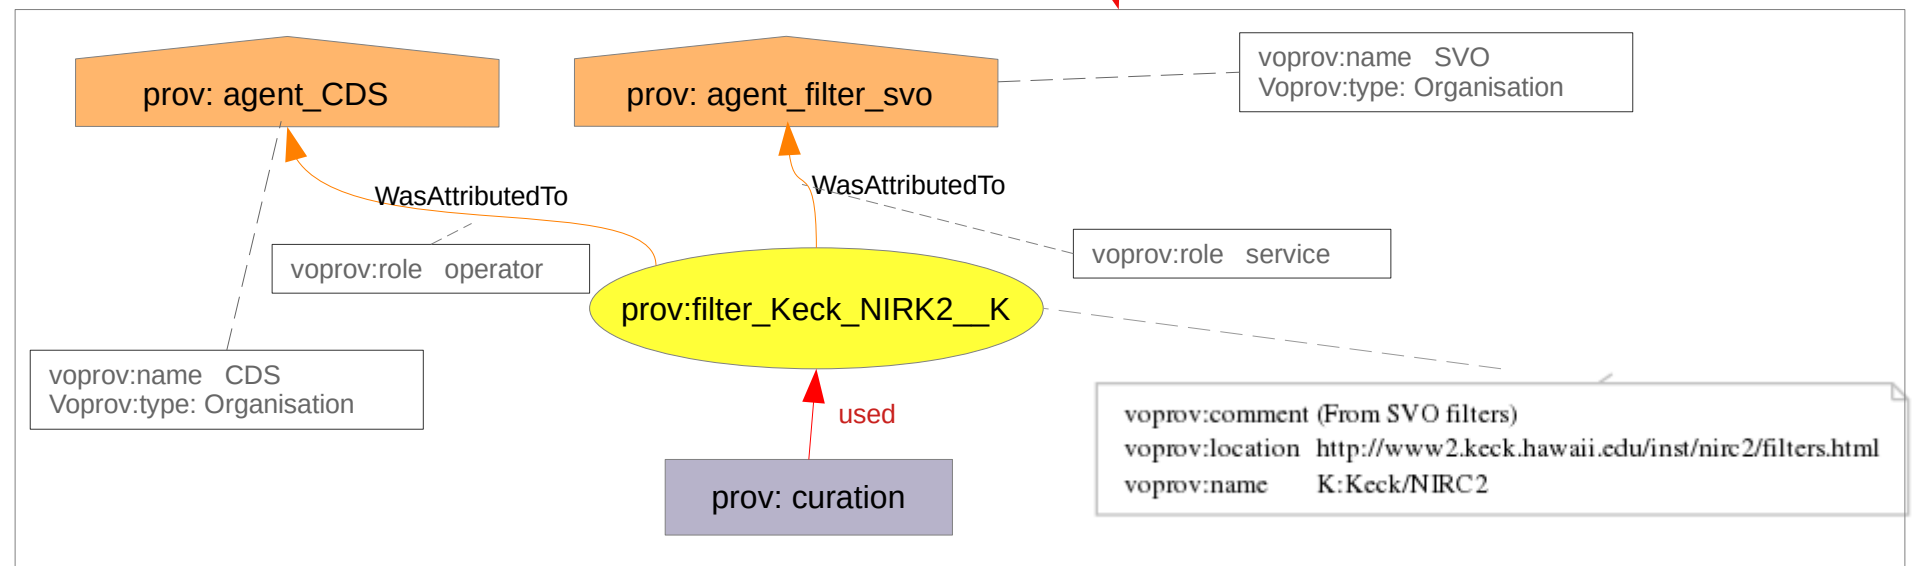 prov: agent_CDS
prov: agent_filter_svo
voprov:name SVO
Voprov:type: Organisation
WasAttributedTo
WasAttributedTo
voprov:role operator
voprov:role service
prov:filter_Keck_NIRK2__K
voprov:name CDS
Voprov:type: Organisation
used
voprov:comment (From SVO filters)
voprov:location http://www2.keck.hawaii.edu/inst/nirc2/filters.html
voprov:name K:Keck/NIRC2
prov: curation